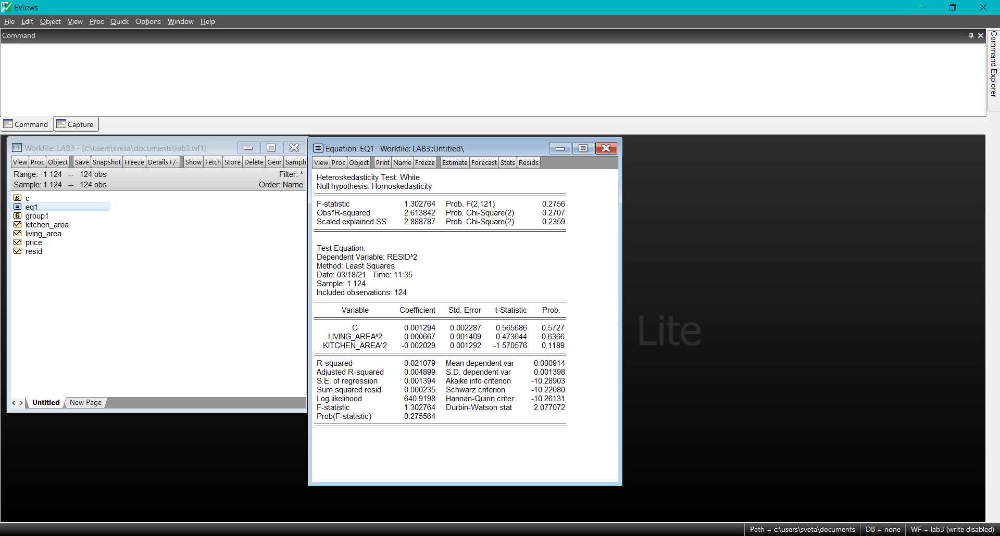 EViews
File Edit Object View Proc Quick Options Window Help
Command
Command Explorer
Command Capture
Workfile: LAB3 - (c:\users\sveta\documents\lab3.wf1)
View Proc Object Save Snapshot Freeze Details+/- Show Fetch Store Delete Genr Sample
Range: 1 124 -- 124 obs Filter: *
Sample: 1 124 -- 124 obs Order: Name
c
eq1
group1
kitchen_area
living_area
price
resid
Untitled New Page
Equation: EQ1 Workfile: LAB3::Untitled\
View Proc Object Print Name Freeze Estimate Forecast Stats Resids
Heteroskedasticity Test: White
Null hypothesis: Homoskedasticity
F-statistic 1.302764 Prob. F(2,121) 0.2756
Obs*R-squared 2.613842 Prob. Chi-Square(2) 0.2707
Scaled explained SS 2.888787 Prob. Chi-Square(2) 0.2359
Test Equation:
Dependent Variable: RESID^2
Method: Least Squares
Date: 03/18/21 Time: 11:35
Sample: 1 124
Included observations: 124
Variable Coefficient Std. Error t-Statistic Prob.
C 0.001294 0.002287 0.565686 0.5727
LIVING_AREA^2 0.000667 0.001409 0.473644 0.6366
KITCHEN_AREA^2 -0.002029 0.001292 -1.570576 0.1189
R-squared 0.021079 Mean dependent var 0.000914
Adjusted R-squared 0.004899 S.D. dependent var 0.001398
S.E. of regression 0.001394 Akaike info criterion -10.28903
Sum squared resid 0.000235 Schwarz criterion -10.22080
Log likelihood 640.9198 Hannan-Quinn criter. -10.26131
F-statistic 1.302764 Durbin-Watson stat 2.077072
Prob(F-statistic) 0.275564
Lite
Path = c:\users\sveta\documents DB = none WF = lab3 (write disabled)